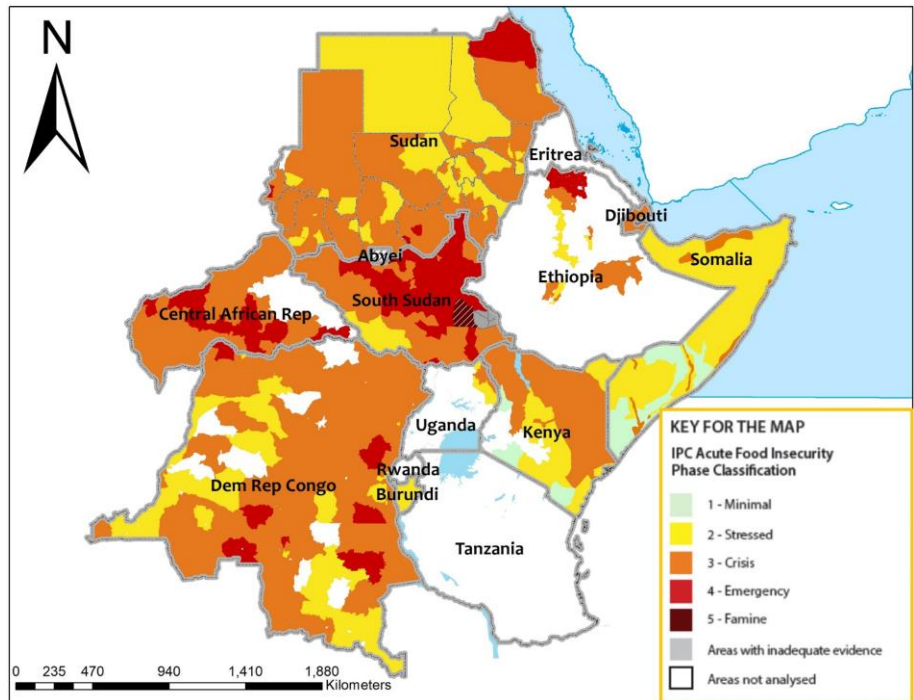 N
Sudan
Eritrea
Djibouti
Abyei
Ethiopia
Somalia
South Sudan
Central African Rep
Uganda
Kenya
Rwanda
Dem Rep Congo
Burundi
Tanzania
KEY FOR THE MAP
IPC Acute Food Insecurity
Phase Classification
1 - Minimal
2 - Stressed
3 - Crisis
4 - Emergency
5 - Famine
Areas with inadequate evidence
Areas not analysed
0 235 470 940 1,410 1,880
Kilometers